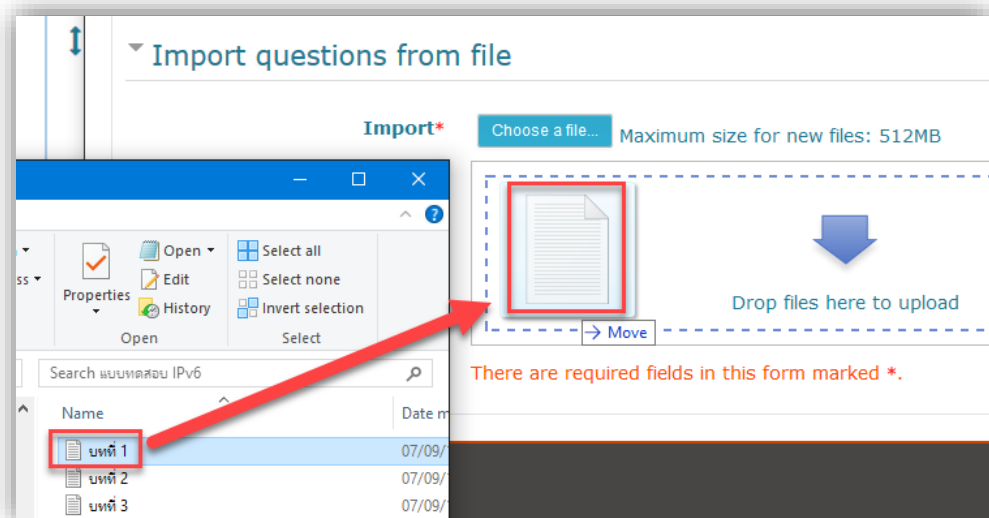 Import questions from file
Import*
Choose a file...
Maximum size for new files: 512MB
Drop files here to upload
→ Move
There are required fields in this form marked *.
ss
Properties
Open
Edit
History
Open
Select all
Select none
Invert selection
Select
Search แบบทดสอบ IPv6
Name
Date m
บทที่ 1
07/09/
บทที่ 2
07/09/
บทที่ 3
07/09/